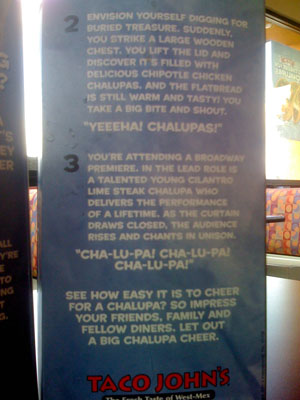 2
ENVISION YOURSELF DIGGING FOR
BURIED TREASURE. SUDDENLY,
YOU STRIKE A LARGE WOODEN
CHEST. YOU LIFT THE LID AND
DISCOVER IT'S FILLED WITH
DELICIOUS CHIPOTLE CHICKEN
CHALUPAS. AND THE FLATBREAD
IS STILL WARM AND TASTY! YOU
TAKE A BIG BITE AND SHOUT.
"YEEEHA! CHALUPAS!"
3
YOU'RE ATTENDING A BROADWAY
PREMIERE. IN THE LEAD ROLE IS
A TALENTED YOUNG CILANTRO
LIME STEAK CHALUPA WHO
DELIVERS THE PERFORMANCE
OF A LIFETIME. AS THE CURTAIN
DRAWS CLOSED, THE AUDIENCE
RISES AND CHANTS IN UNISON.
"CHA-LU-PA! CHA-LU-PA!
CHA-LU-PA!"
SEE HOW EASY IT IS TO CHEER
FOR A CHALUPA? SO IMPRESS
YOUR FRIENDS, FAMILY AND
FELLOW DINERS. LET OUT
A BIG CHALUPA CHEER.
TACO JOHN'S
The Fresh Taste of West-Mex